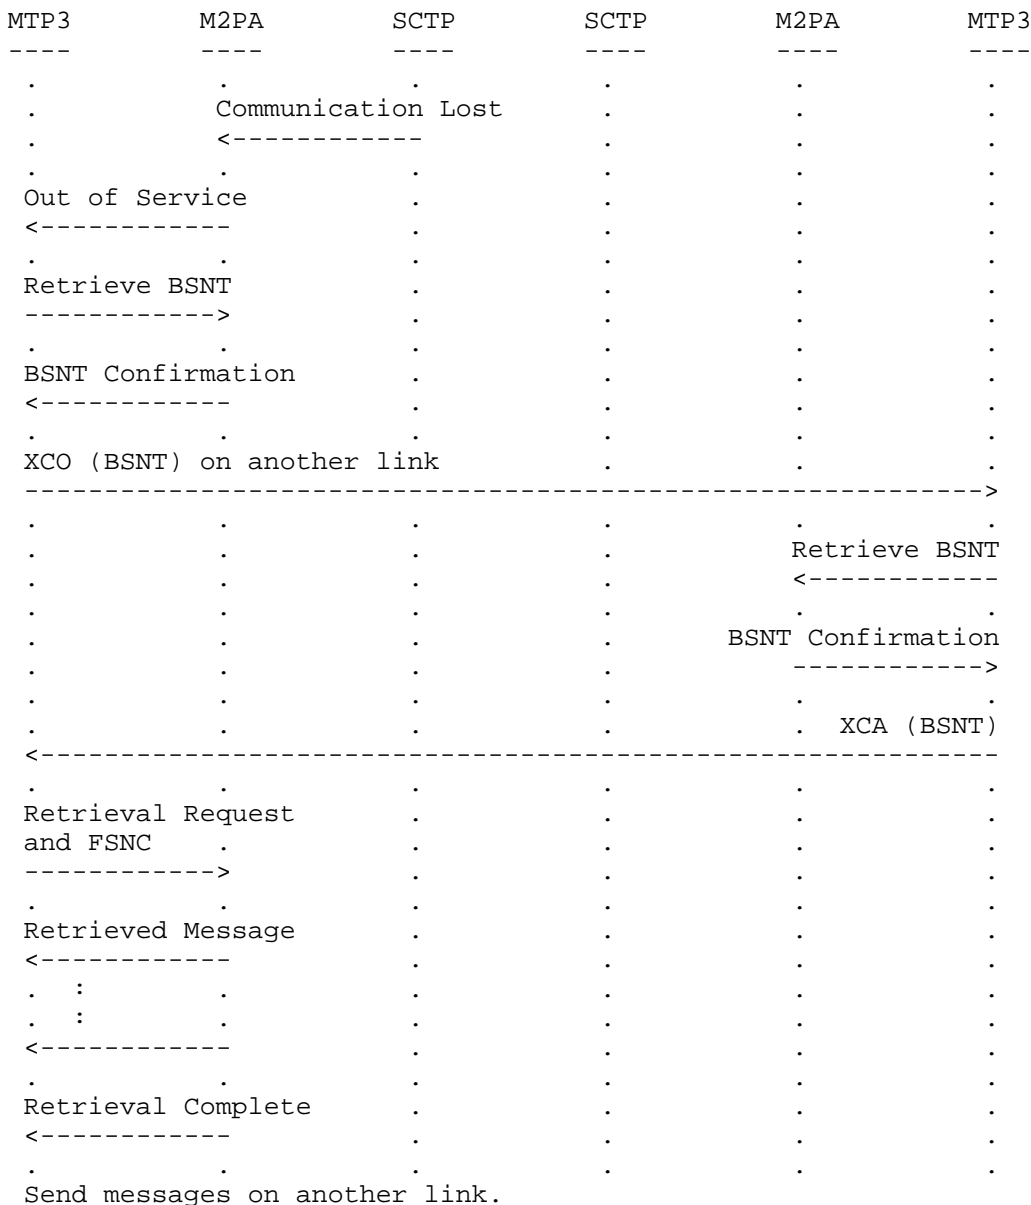 MTP3 M2PA SCTP SCTP M2PA MTP3
---- ---- ---- ---- ---- ----
. . . . . .
. Communication Lost . . .
. <------------ . . .
. . . . . .
Out of Service . . . .
<------------ . . . .
. . . . . .
Retrieve BSNT . . . .
------------> . . . .
. . . . . .
BSNT Confirmation . . . .
<------------ . . . .
. . . . . .
XCO (BSNT) on another link . . .
------------------------------------------------------------>
. . . . . .
. . . . Retrieve BSNT
. . . . <------------
. . . . . .
. . . . BSNT Confirmation
. . . . ------------>
. . . . . .
. . . . . XCA (BSNT)
<------------------------------------------------------------
. . . . . .
Retrieval Request . . . .
and FSNC . . . . .
------------> . . . .
. . . . . .
Retrieved Message . . . .
<------------ . . . .
. : . . . . .
. : . . . . .
<------------ . . . .
. . . . . .
Retrieval Complete . . . .
<------------ . . . .
. . . . . .
Send messages on another link.